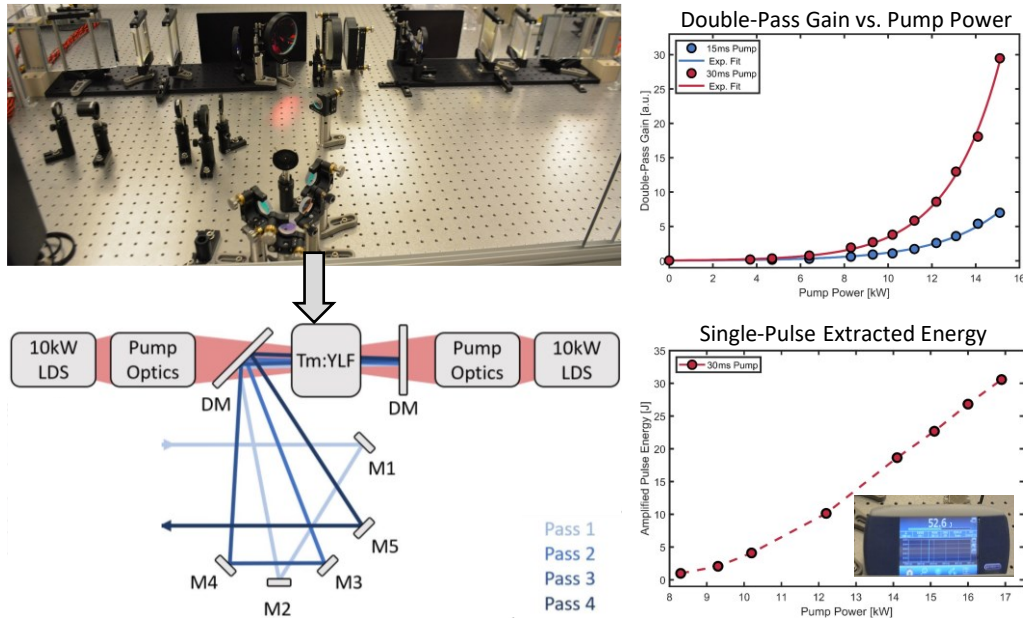 Double-Pass Gain vs. Pump Power
15ms Pump
Exp. Fit
30ms Pump
Exp. Fit
Double-Pass Gain [a.u.]
30
25
20
15
10
5
0
0 2 4 6 8 10 12 14 16
Pump Power [kW]
10kW
LDS
Pump
Optics
DM
Tm:YLF
DM
Pump
Optics
10kW
LDS
M1
M5
M4
M3
M2
Pass 1
Pass 2
Pass 3
Pass 4
Single-Pulse Extracted Energy
30ms Pump
Amplified Pulse Energy [J]
35
30
25
20
15
10
5
0
8 9 10 11 12 13 14 15 16 17
Pump Power [kW]
52.6 J